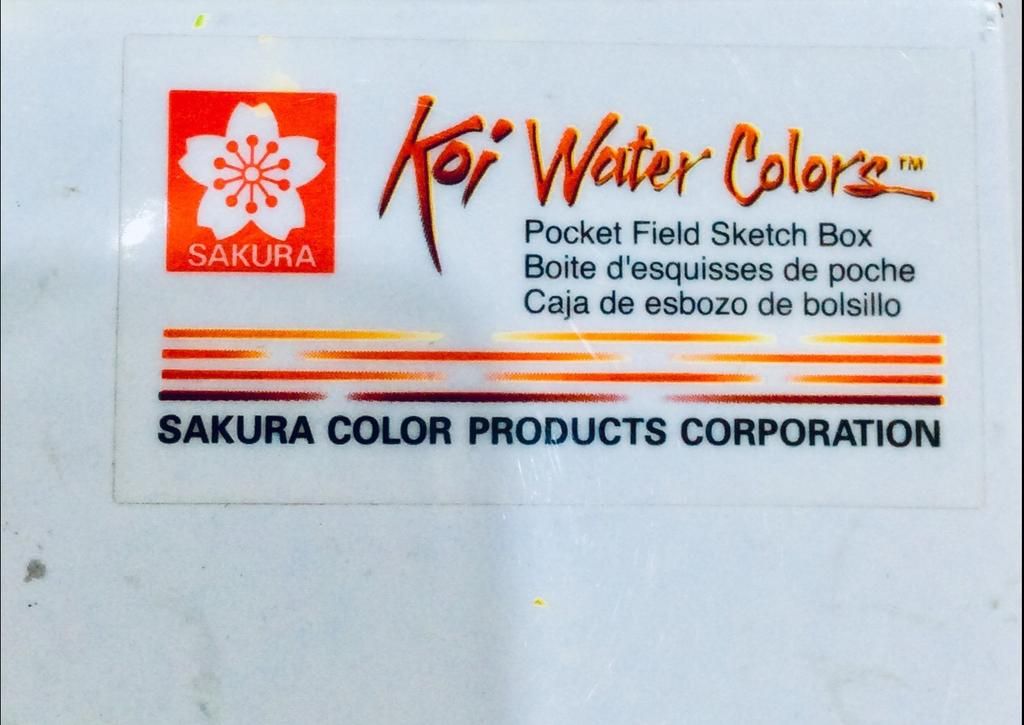 SAKURA
Koi Water Colors™
Pocket Field Sketch Box
Boite d'esquisses de poche
Caja de esbozo de bolsillo
SAKURA COLOR PRODUCTS CORPORATION